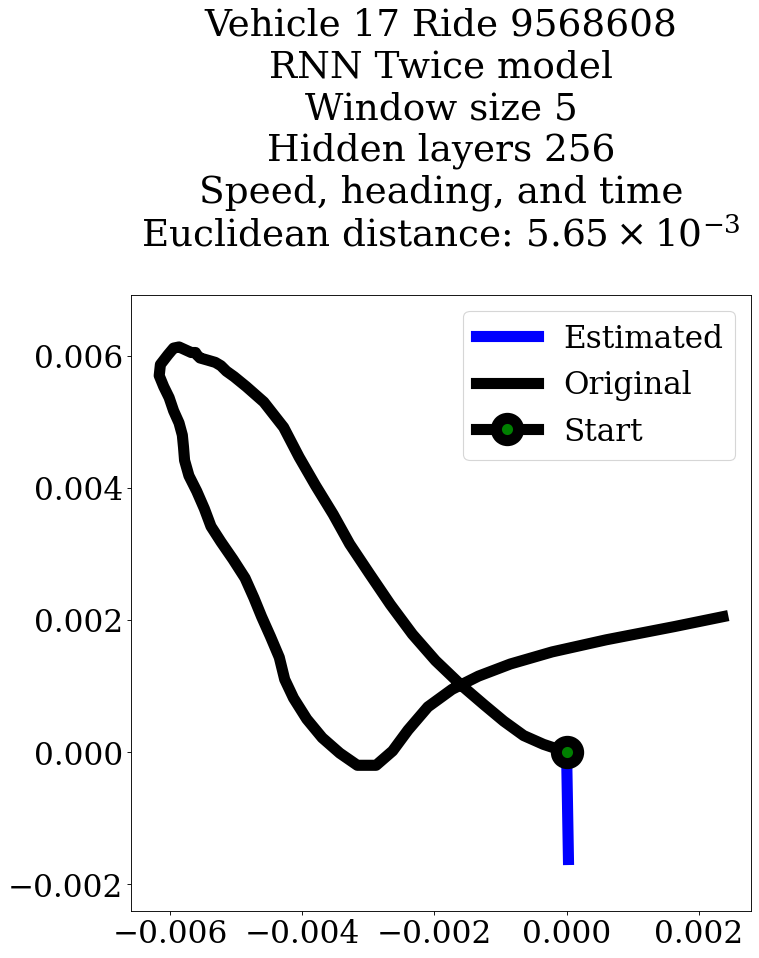 Vehicle 17 Ride 9568608
RNN Twice model
Window size 5
Hidden layers 256
Speed, heading, and time
Euclidean distance: 5.65 × 10⁻³
Estimated
Original
Start
0.006
0.004
0.002
0.000
−0.002
−0.006 −0.004 −0.002 0.000 0.002